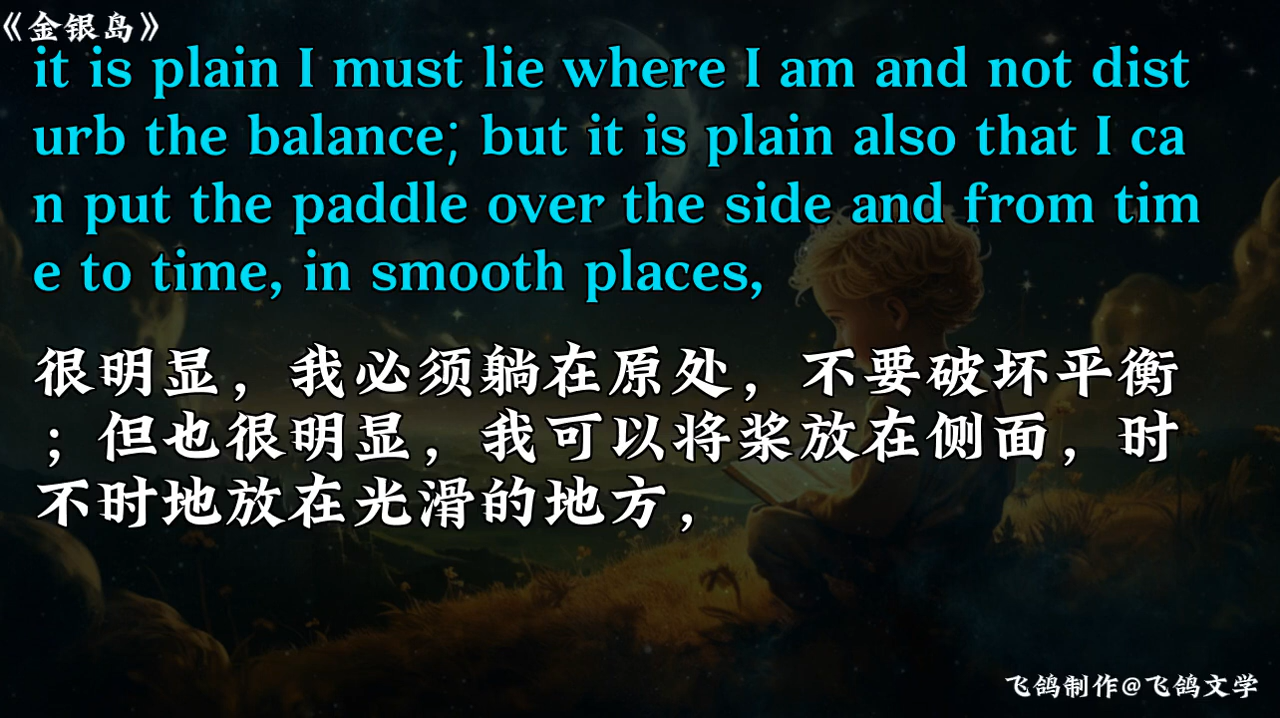 《金银岛》
it is plain I must lie where I am and not dist
urb the balance; but it is plain also that I ca
n put the paddle over the side and from tim
e to time, in smooth places,
很明显，我必须躺在原处，不要破坏平衡
；但也很明显，我可以将桨放在侧面，时
不时地放在光滑的地方，
飞鸽制作@飞鸽文学